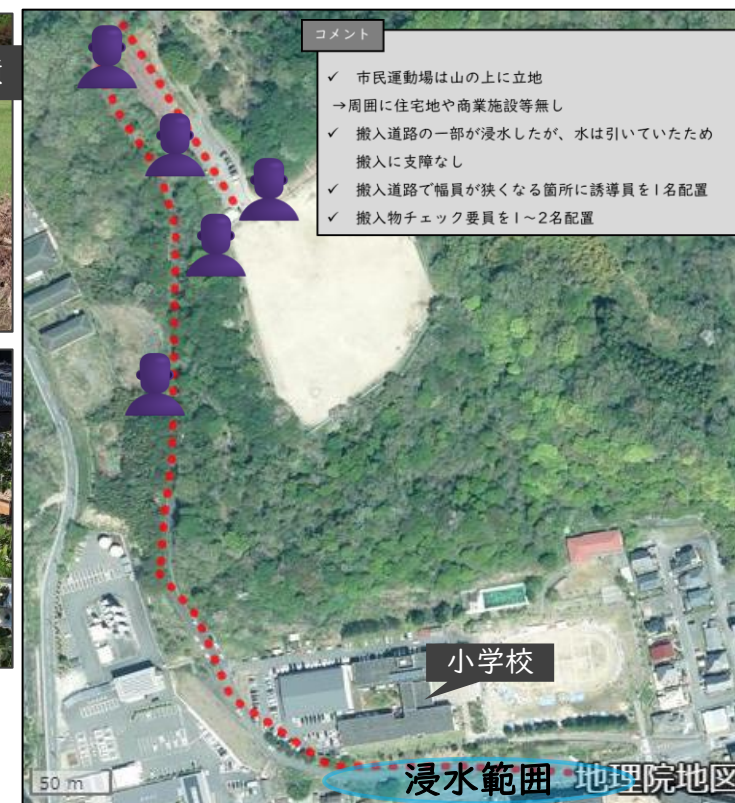 コメント
✓ 市民運動場は山の上に立地
→周囲に住宅地や商業施設等無し
✓ 搬入道路の一部が浸水したが、水は引いていたため
搬入に支障なし
✓ 搬入道路で幅員が狭くなる箇所に誘導員を1名配置
✓ 搬入物チェック要員を1～2名配置
小学校
浸水範囲
地理院地図
50 m